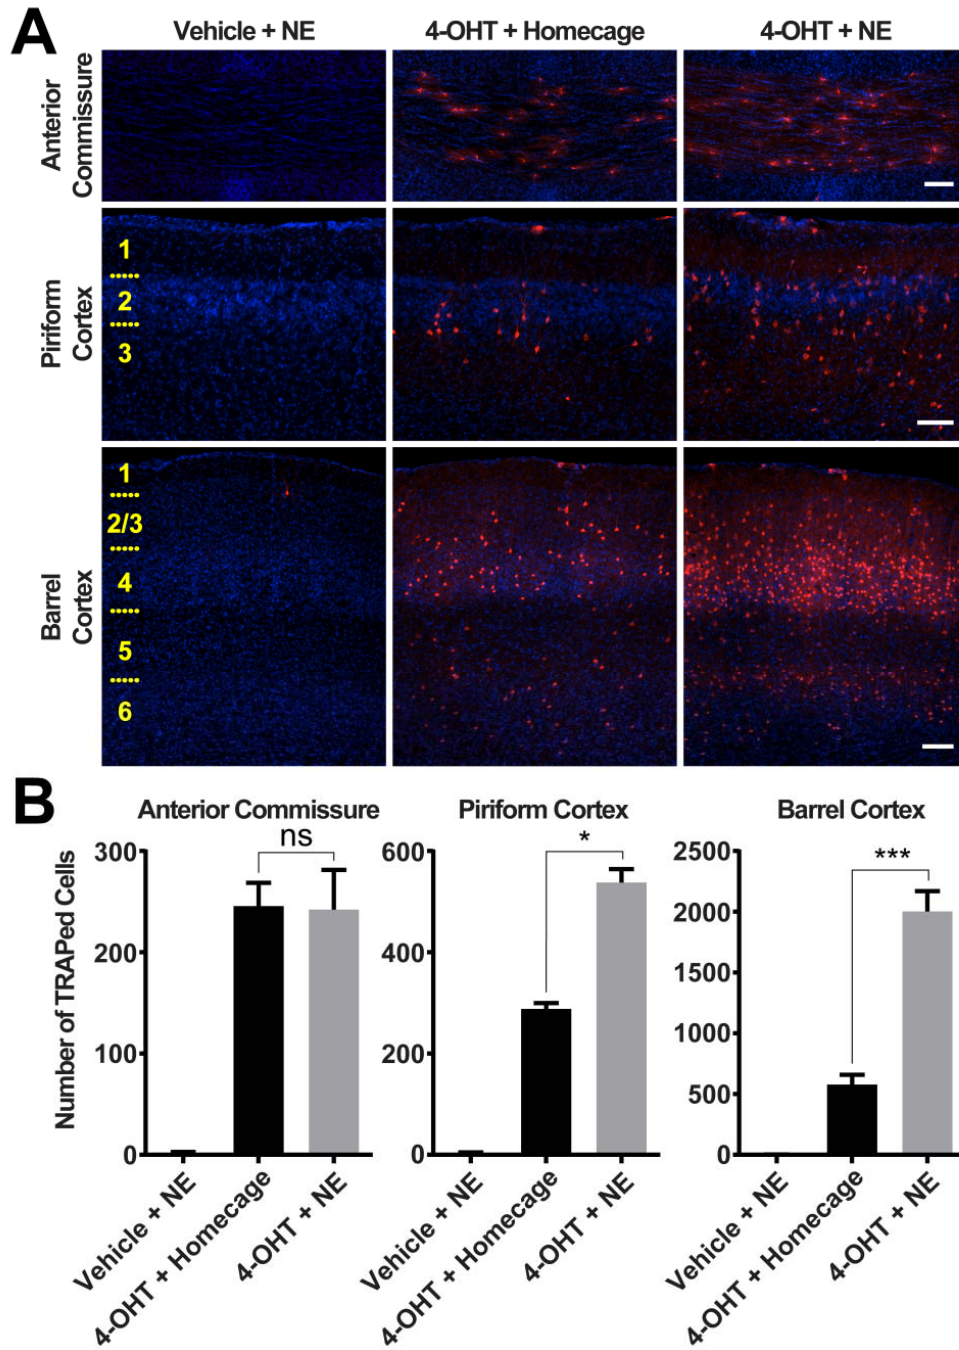 A
Vehicle + NE
4-OHT + Homecage
4-OHT + NE
Anterior
Commissure
Piriform
Cortex
1
2
3
Barrel
Cortex
1
2/3
4
5
6
B
Anterior Commissure
Piriform Cortex
Barrel Cortex
Number of TRAPed Cells
300
200
100
0
ns
Vehicle + NE
4-OHT + Homecage
4-OHT + NE
600
400
200
0
*
Vehicle + NE
4-OHT + Homecage
4-OHT + NE
2500
2000
1500
1000
500
0
***
Vehicle + NE
4-OHT + Homecage
4-OHT + NE